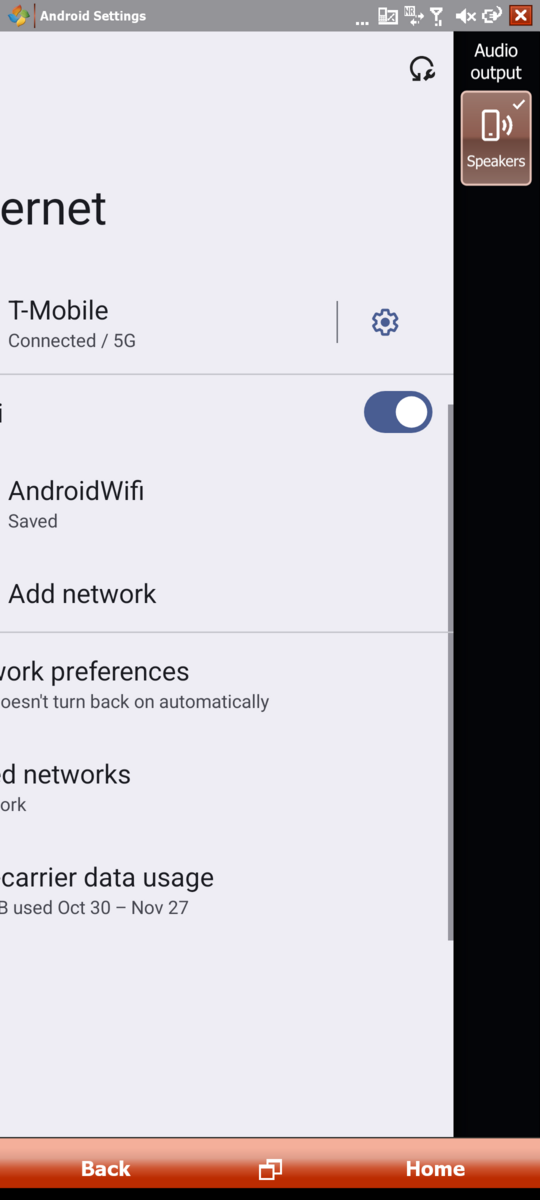 Android Settings
...
NR
Audio
output
Speakers
ernet
T-Mobile
Connected / 5G
i
AndroidWifi
Saved
Add network
work preferences
oesn't turn back on automatically
d networks
ork
carrier data usage
B used Oct 30 – Nov 27
Back
Home